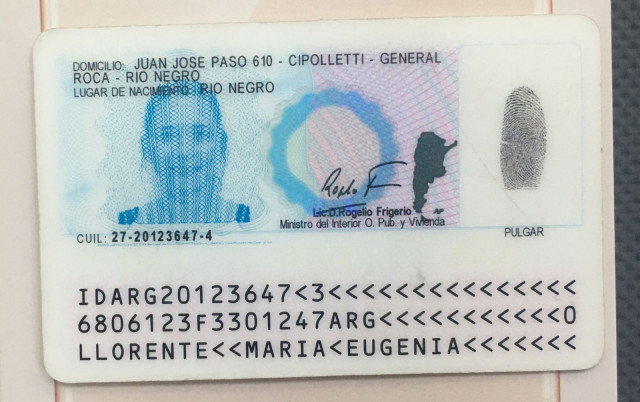 DOMICILIO: JUAN JOSE PASO 610 - CIPOLLETTI - GENERAL
ROCA - RIO NEGRO
LUGAR DE NACIMIENTO: RIO NEGRO
Lic.D.Rogelio Frigerio
Ministro del Interior O. Pub. y Vivienda
PULGAR
CUIL: 27-20123647-4
IDARG20123647<3<<<<<<<<<<<<<<<
6806123F3301247ARG<<<<<<<<<<<0
LLORENTE<<MARIA<EUGENIA<<<<<<<